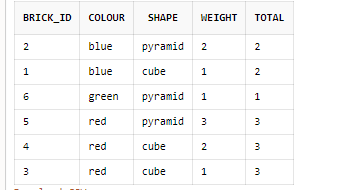 BRICK_ID COLOUR SHAPE WEIGHT TOTAL
2 blue pyramid 2 2
1 blue cube 1 2
6 green pyramid 1 1
5 red pyramid 3 3
4 red cube 2 3
3 red cube 1 3